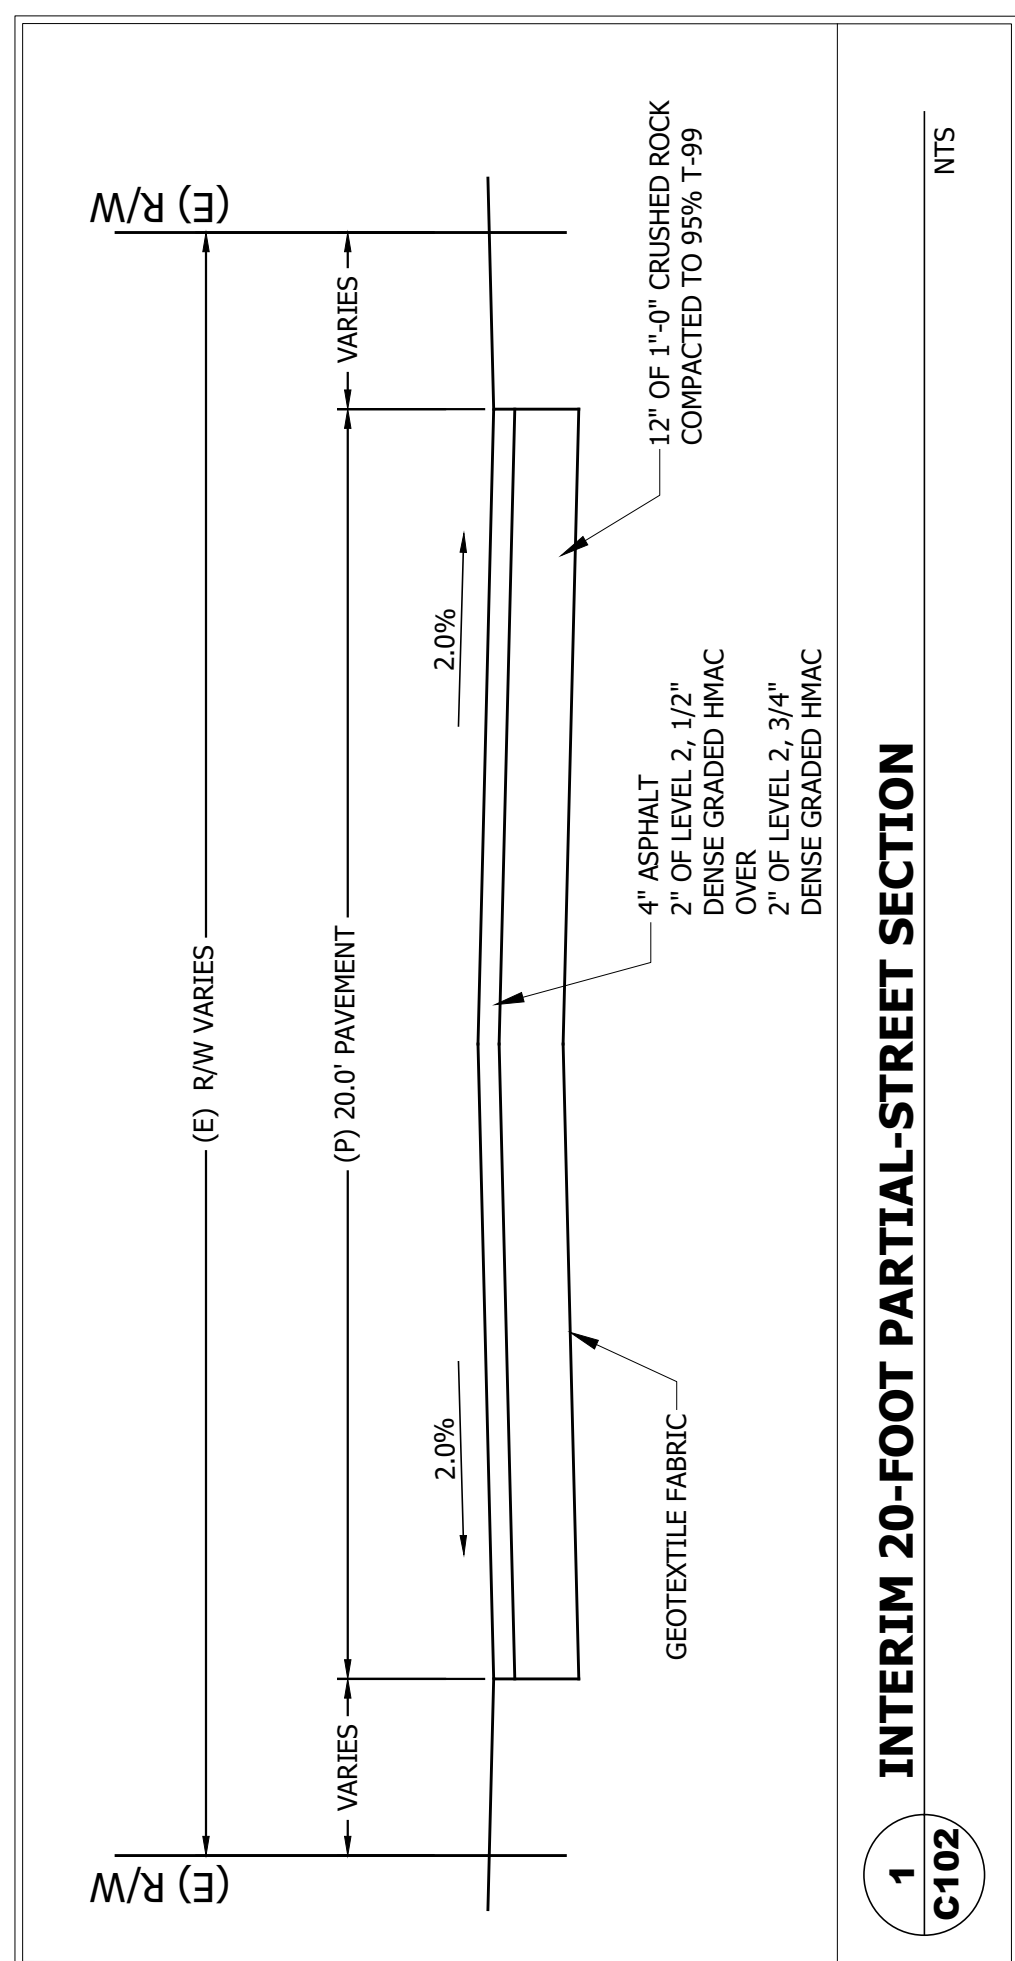 (E) R/W
(E) R/W
(E)  R/W VARIES
VARIES
(P) 20.0' PAVEMENT
VARIES
2.0%
2.0%
GEOTEXTILE FABRIC
4" ASPHALT
2" OF LEVEL 2, 1/2"
DENSE GRADED HMAC
OVER
2" OF LEVEL 2, 3/4"
DENSE GRADED HMAC
12" OF 1"-0" CRUSHED ROCK
COMPACTED TO 95% T-99
1
C102
INTERIM 20-FOOT PARTIAL-STREET SECTION
NTS